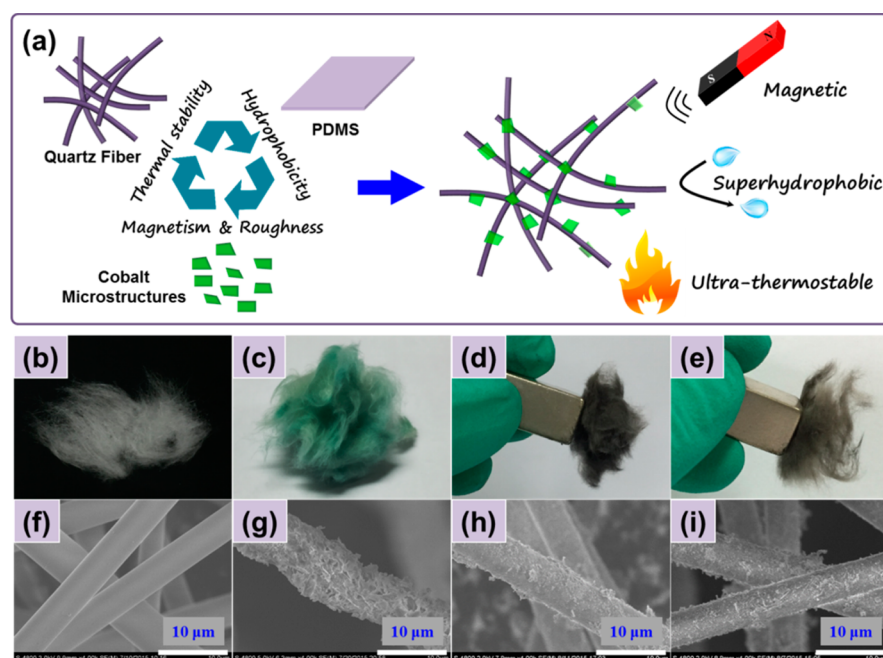 (a)
Quartz Fiber
Thermal stability
Hydrophobicity
PDMS
Magnetism & Roughness
Cobalt
Microstructures
S
N
Magnetic
Superhydrophobic
Ultra-thermostable
(b)
(c)
(d)
(e)
(f)
(g)
(h)
(i)
10 μm
10 μm
10 μm
10 μm